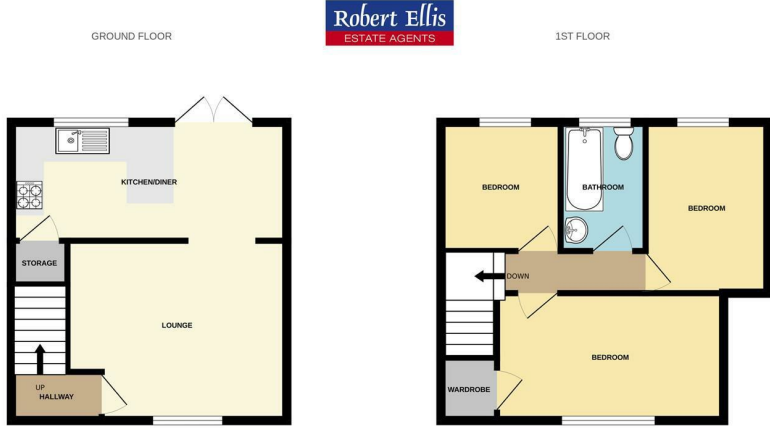 Robert Ellis
ESTATE AGENTS
GROUND FLOOR
1ST FLOOR
KITCHEN/DINER
STORAGE
LOUNGE
UP
HALLWAY
BEDROOM
BATHROOM
BEDROOM
DOWN
BEDROOM
WARDROBE